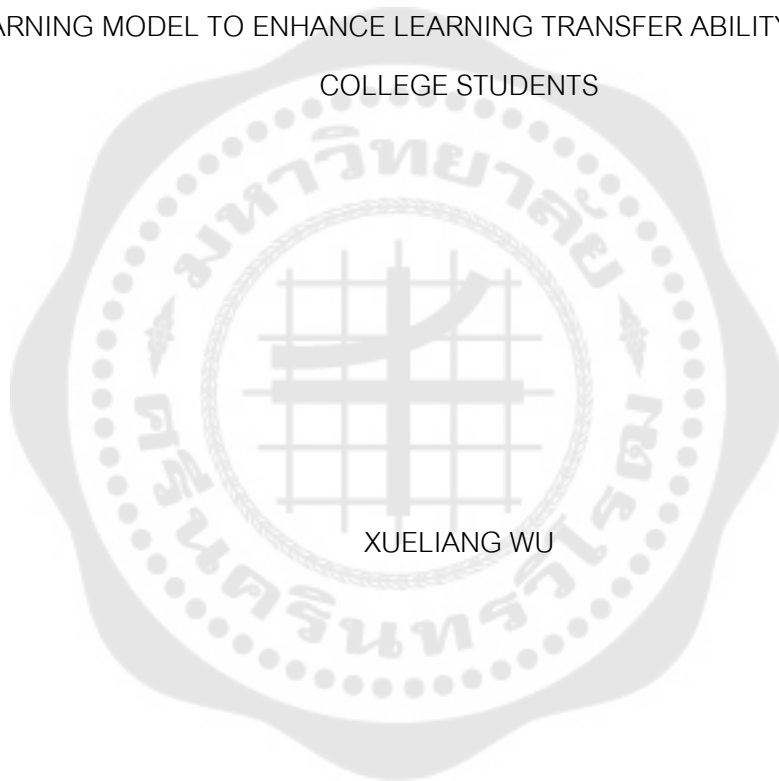 ARNING MODEL TO ENHANCE LEARNING TRANSFER ABILITY
COLLEGE STUDENTS
มหาวิทยาลัย
XUELIANG WU
ศรีนครินทรวิโรฒ